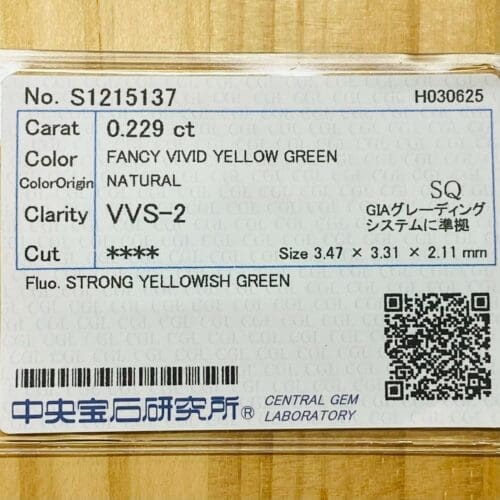 No. S1215137 H030625
Carat 0.229 ct
Color FANCY VIVID YELLOW GREEN
ColorOrigin NATURAL
Clarity VVS-2 SQ
GIAグレーディング
システムに準拠
Cut **** Size 3.47 × 3.31 × 2.11 mm
Fluo. STRONG YELLOWISH GREEN
中央宝石研究所® CENTRAL GEM
LABORATORY